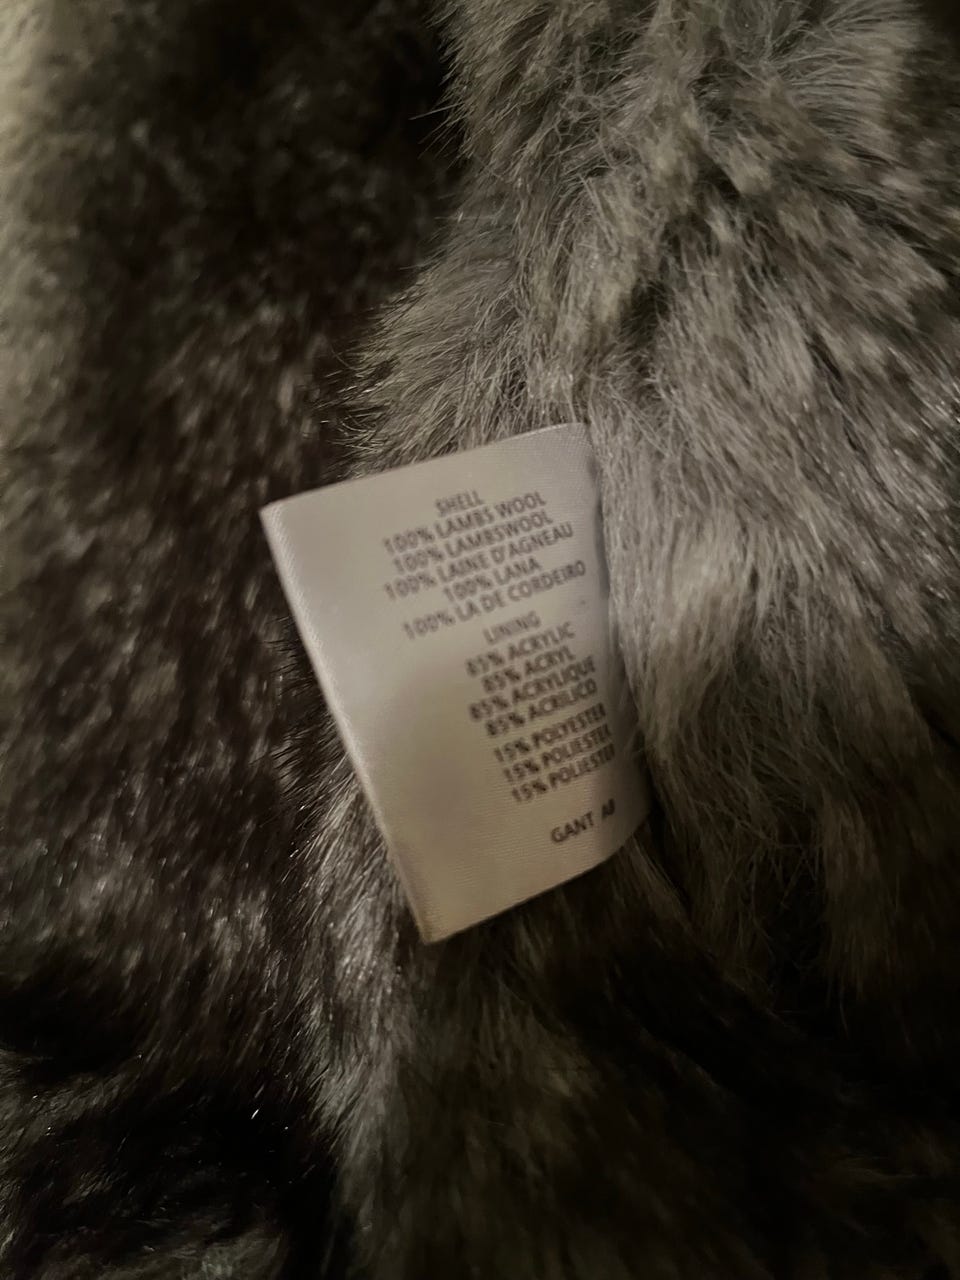 SHELL
100% LAMBS WOOL
100% LAMBSWOOL
100% LAINE D'AGNEAU
100% LANA
100% LA DE CORDEIRO
LINING
85% ACRYLIC
85% ACRYL
85% ACRYLIQUE
85% ACRILICO
15% POLYESTER
15% POLIESTER
15% POLIESTER
GANT AB